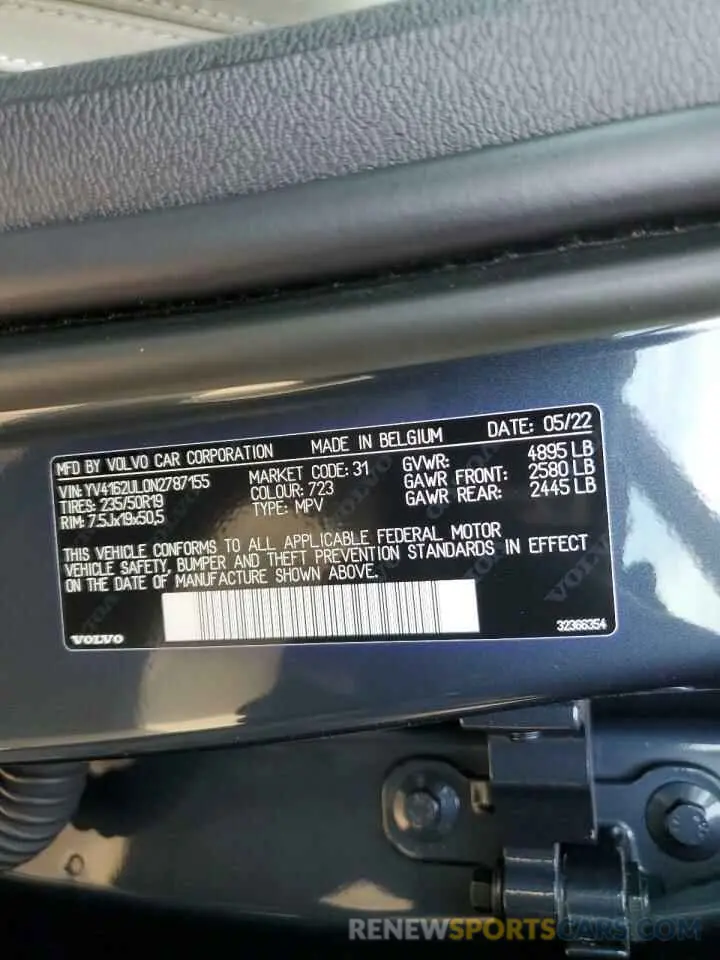 MFD BY VOLVO CAR CORPORATION MADE IN BELGIUM DATE: 05/22
VIN: YV4162UL0N2787155 MARKET CODE: 31 GVWR: 4895 LB
TIRES: 235/50R19 COLOUR: 723 GAWR FRONT: 2580 LB
RIM: 7.5Jx19x50,5 TYPE: MPV GAWR REAR: 2445 LB
THIS VEHICLE CONFORMS TO ALL APPLICABLE FEDERAL MOTOR
VEHICLE SAFETY, BUMPER AND THEFT PREVENTION STANDARDS IN EFFECT
ON THE DATE OF MANUFACTURE SHOWN ABOVE.
VOLVO 32366354
RENEWSPORTSCARS.COM